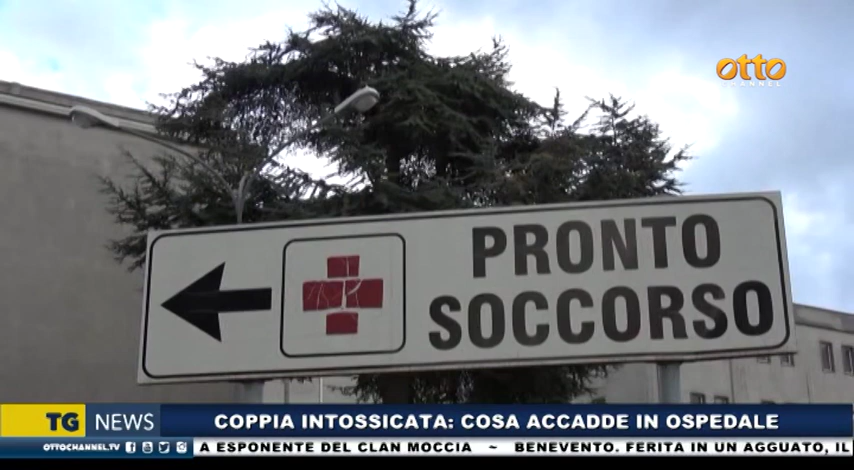 otto
CHANNEL
PRONTO
SOCCORSO
TG NEWS
COPPIA INTOSSICATA: COSA ACCADDE IN OSPEDALE
OTTOCHANNEL.TV
A ESPONENTE DEL CLAN MOCCIA ~ BENEVENTO. FERITA IN UN AGGUATO, IL